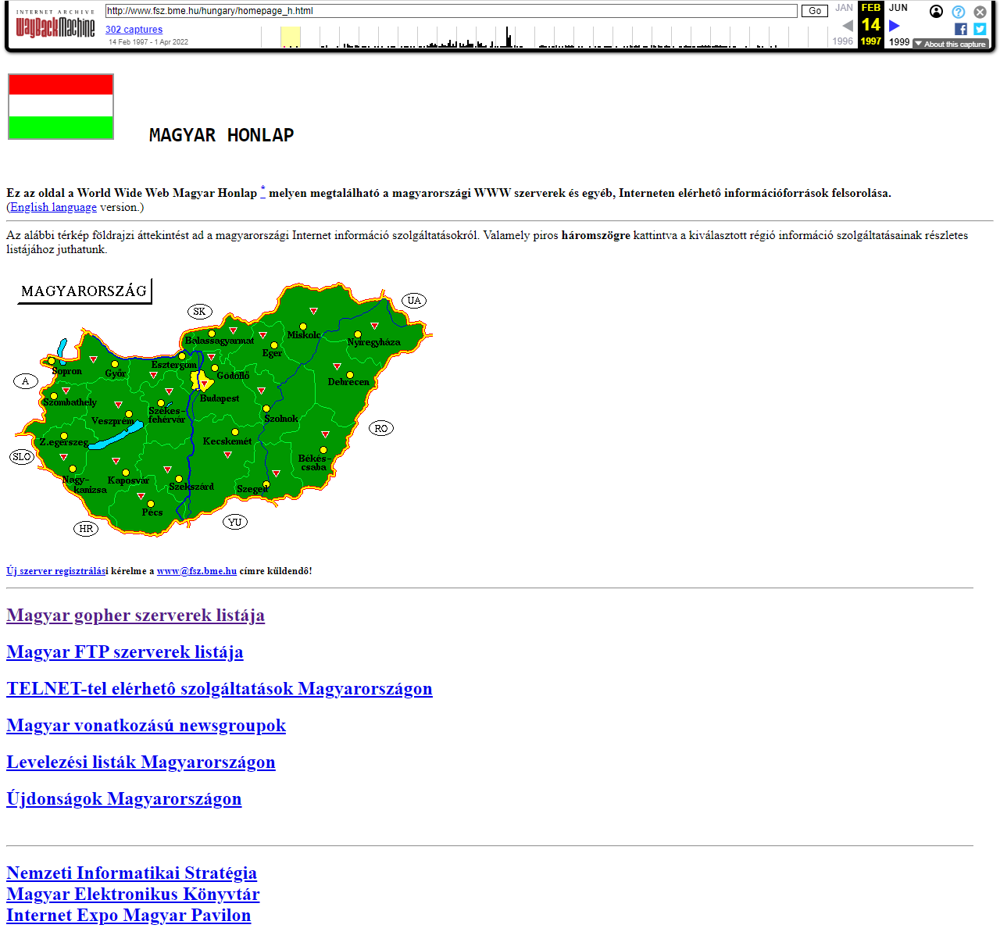 INTERNET ARCHIVE
WayBackMachine
http://www.fsz.bme.hu/hungary/homepage_h.html
Go
JAN
FEB
JUN
302 captures
14
14 Feb 1997 - 1 Apr 2022
1996
1997
1999
About this capture
MAGYAR HONLAP
Ez az oldal a World Wide Web Magyar Honlap * melyen megtalálható a magyarországi WWW szerverek és egyéb, Interneten elérhetô információforrások felsorolása.
(English language version.)
Az alábbi térkép földrajzi áttekintést ad a magyarországi Internet információ szolgáltatásokról. Valamely piros háromszögre kattintva a kiválasztott régió információ szolgáltatásainak részletes
listájához juthatunk.
MAGYARORSZÁG
SK
UA
Miskolc
Balassagyarmat
Nyíregyháza
Eger
Esztergom
Sopron
Győr
Gödöllő
Debrecen
A
Budapest
Szombathely
Székes-
fehérvár
Veszprém
Szolnok
RO
Z.egerszeg
Kecskemét
SLO
Békés-
csaba
Nagy-
kanizsa
Kaposvár
Szekszárd
Szeged
Pécs
YU
HR
Új szerver regisztrálási kérelme a www@fsz.bme.hu címre küldendô!
Magyar gopher szerverek listája
Magyar FTP szerverek listája
TELNET-tel elérhetô szolgáltatások Magyarországon
Magyar vonatkozású newsgroupok
Levelezési listák Magyarországon
Újdonságok Magyarországon
Nemzeti Informatikai Stratégia
Magyar Elektronikus Könyvtár
Internet Expo Magyar Pavilon